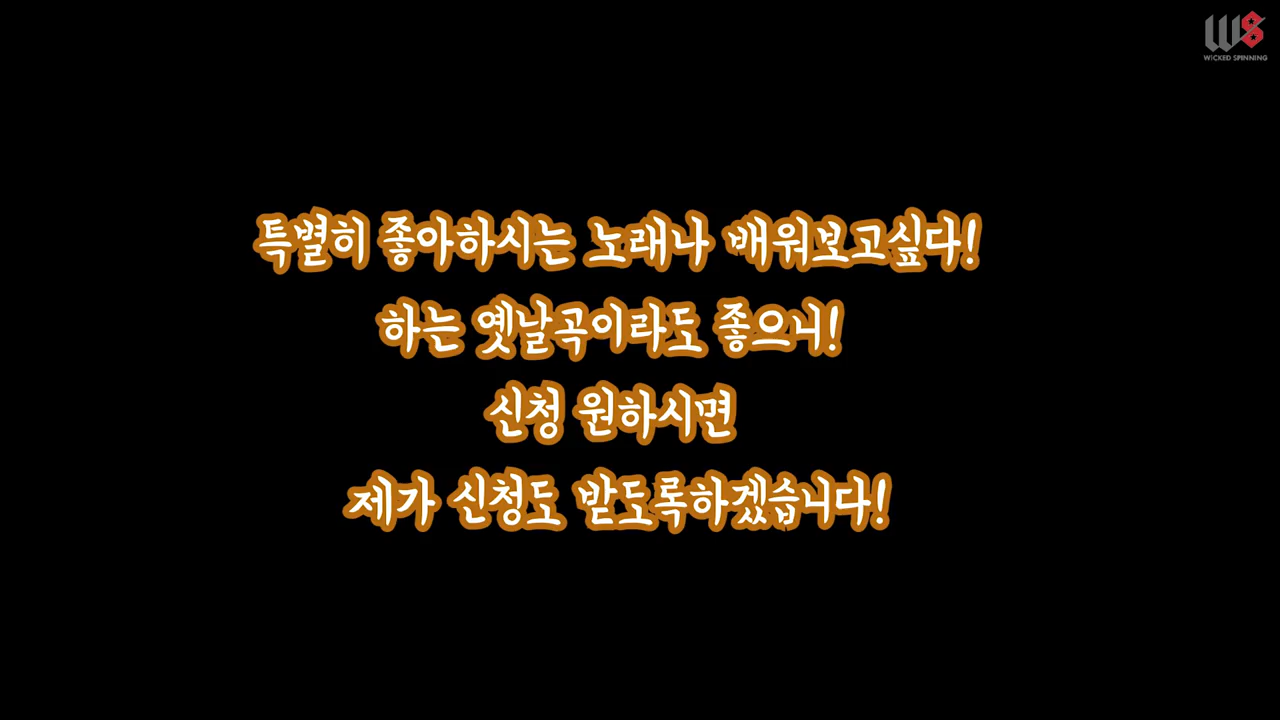 WS
WICKED SPINNING
특별히 좋아하시는 노래나 배워보고싶다!
하는 옛날곡이라도 좋으니!
신청 원하시면
제가 신청도 받도록하겠습니다!